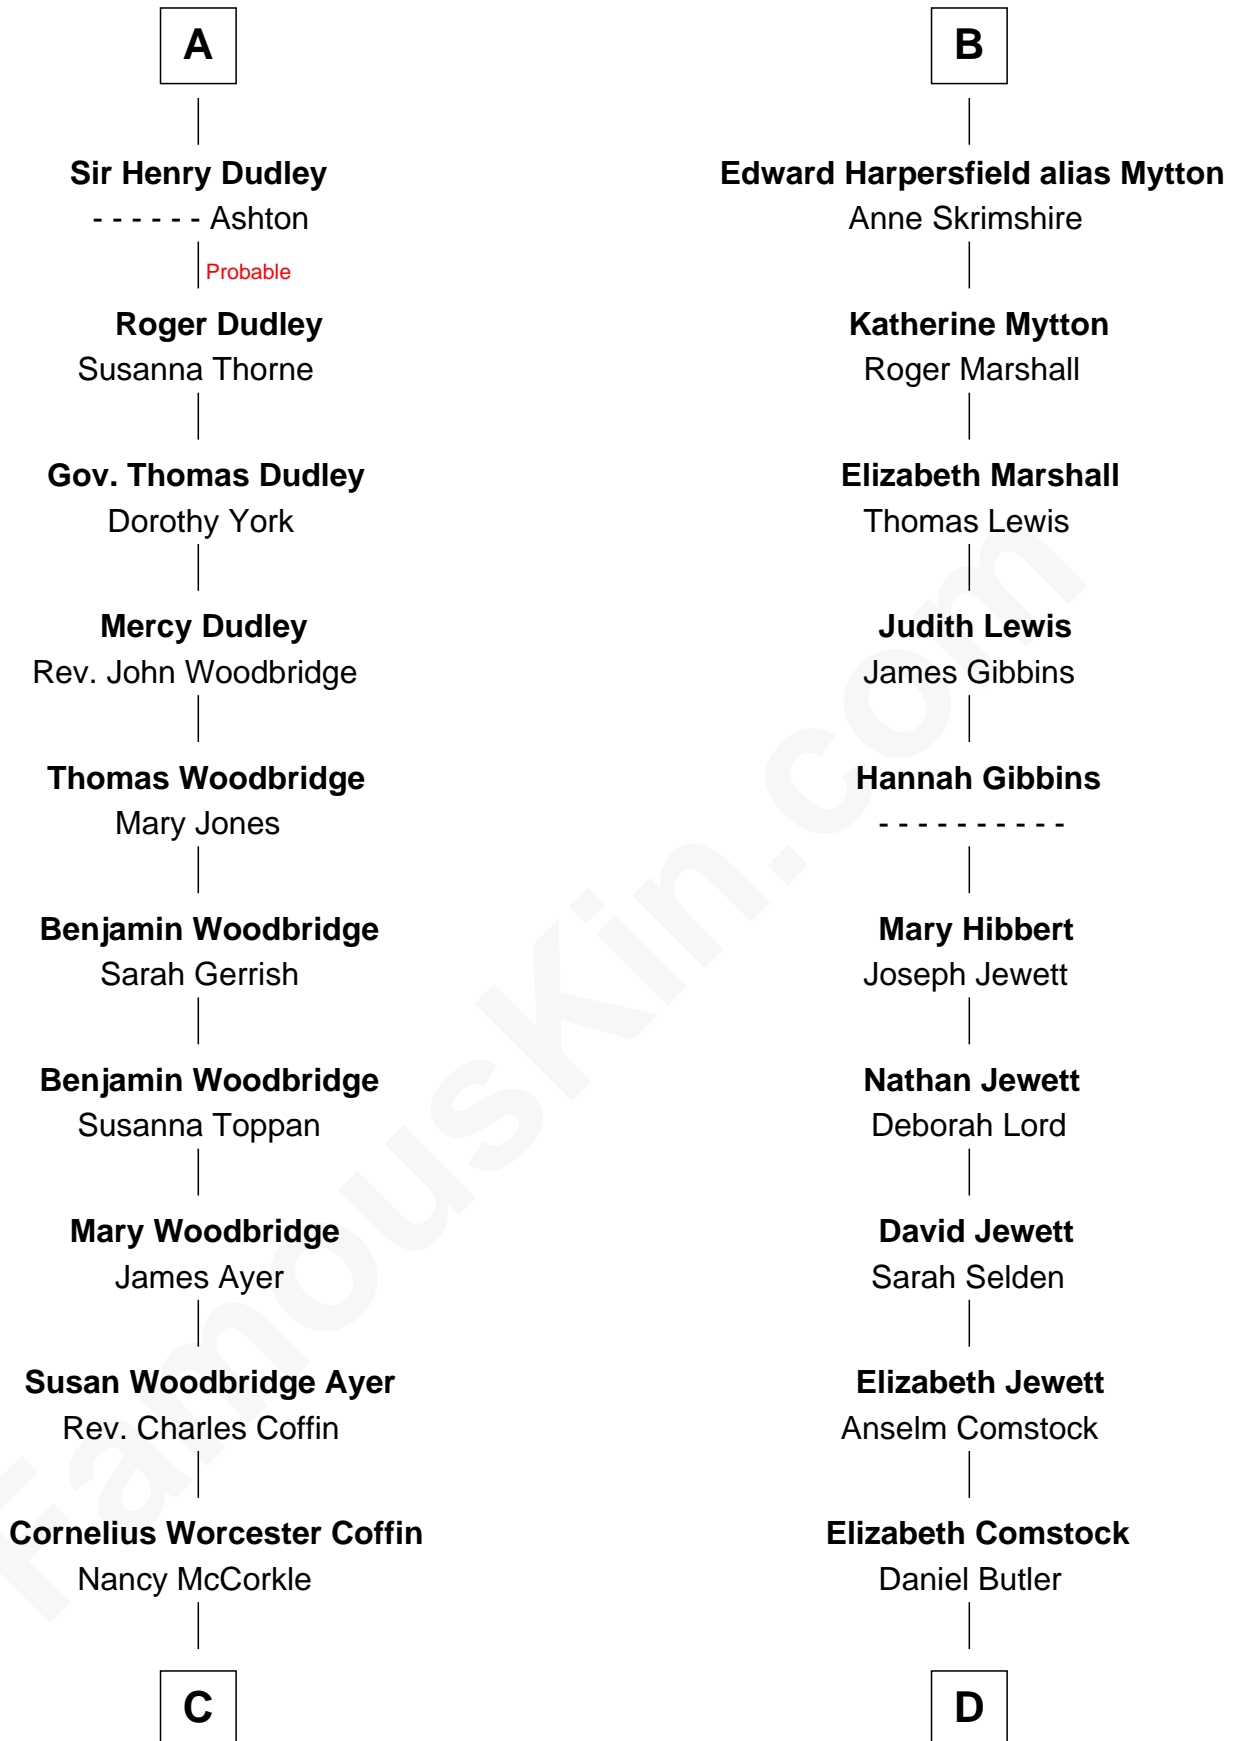 A
Sir Henry Dudley
- - - - - - Ashton
Probable
Roger Dudley
Susanna Thorne
Gov. Thomas Dudley
Dorothy York
Mercy Dudley
Rev. John Woodbridge
Thomas Woodbridge
Mary Jones
Benjamin Woodbridge
Sarah Gerrish
Benjamin Woodbridge
Susanna Toppan
Mary Woodbridge
James Ayer
Susan Woodbridge Ayer
Rev. Charles Coffin
Cornelius Worcester Coffin
Nancy McCorkle
C
B
Edward Harpersfield alias Mytton
Anne Skrimshire
Katherine Mytton
Roger Marshall
Elizabeth Marshall
Thomas Lewis
Judith Lewis
James Gibbins
Hannah Gibbins
- - - - - - - - - -
Mary Hibbert
Joseph Jewett
Nathan Jewett
Deborah Lord
David Jewett
Sarah Selden
Elizabeth Jewett
Anselm Comstock
Elizabeth Comstock
Daniel Butler
D
FamousKin.com